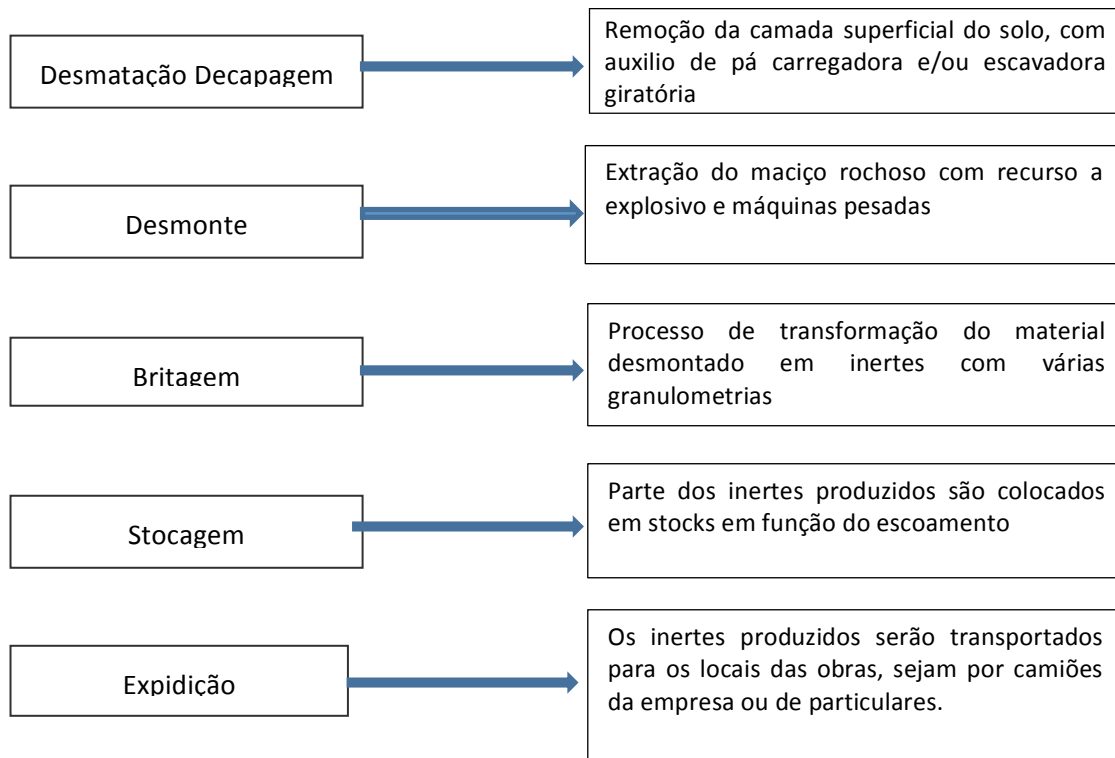 Desmatação Decapagem
Remoção da camada superficial do solo, com
auxilio de pá carregadora e/ou escavadora
giratória
Desmonte
Extração do maciço rochoso com recurso a
explosivo e máquinas pesadas
Britagem
Processo de transformação do material
desmontado em inertes com várias
granulometrias
Stocagem
Parte dos inertes produzidos são colocados
em stocks em função do escoamento
Expidição
Os inertes produzidos serão transportados
para os locais das obras, sejam por camiões
da empresa ou de particulares.